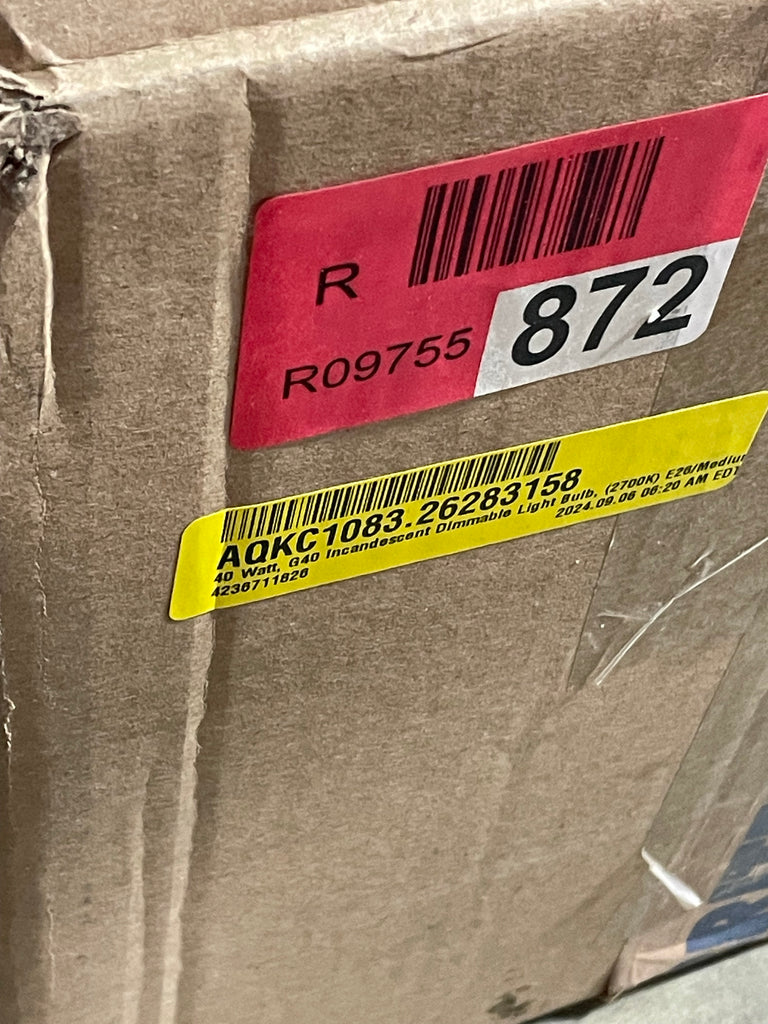 R
R09755
872
AQKC1083.26283158
40 Watt, G40 Incandescent Dimmable Light Bulb, (2700K) E26/Medium
2024.09.06 06:20 AM EDT
4236711626